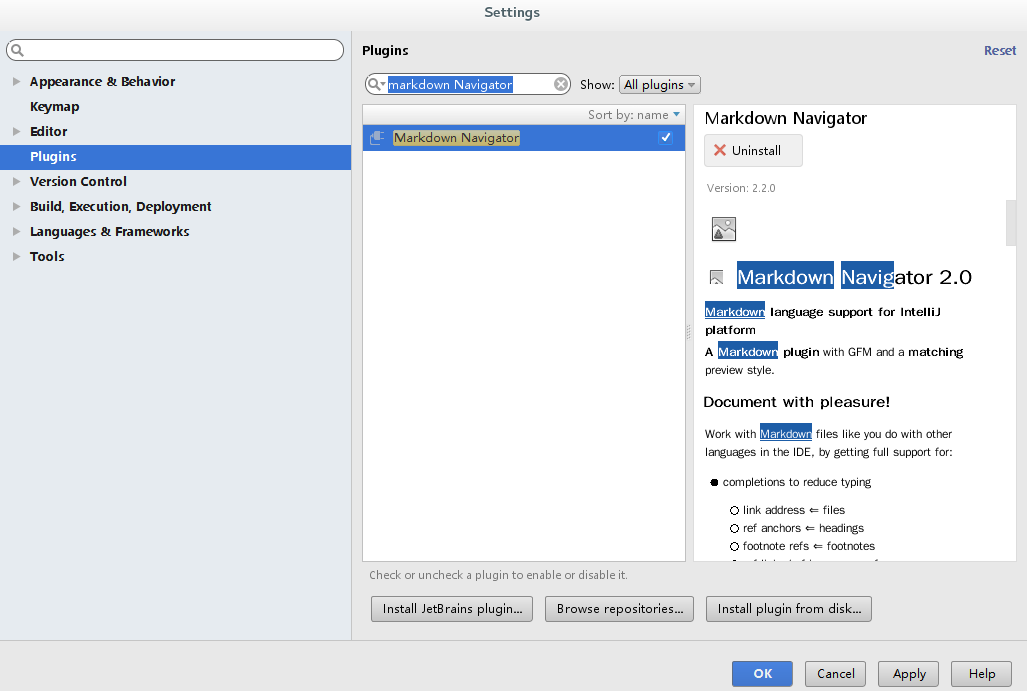 Settings
Appearance & Behavior
Keymap
Editor
Plugins
Version Control
Build, Execution, Deployment
Languages & Frameworks
Tools
Plugins
Reset
markdown Navigator
Show: All plugins
Sort by: name
Markdown Navigator
Markdown Navigator
Uninstall
Version: 2.2.0
Markdown Navigator 2.0
Markdown language support for IntelliJ
platform
A Markdown plugin with GFM and a matching
preview style.
Document with pleasure!
Work with Markdown files like you do with other
languages in the IDE, by getting full support for:
completions to reduce typing
link address ⇐ files
ref anchors ⇐ headings
footnote refs ⇐ footnotes
Check or uncheck a plugin to enable or disable it.
Install JetBrains plugin...
Browse repositories...
Install plugin from disk...
OK
Cancel
Apply
Help